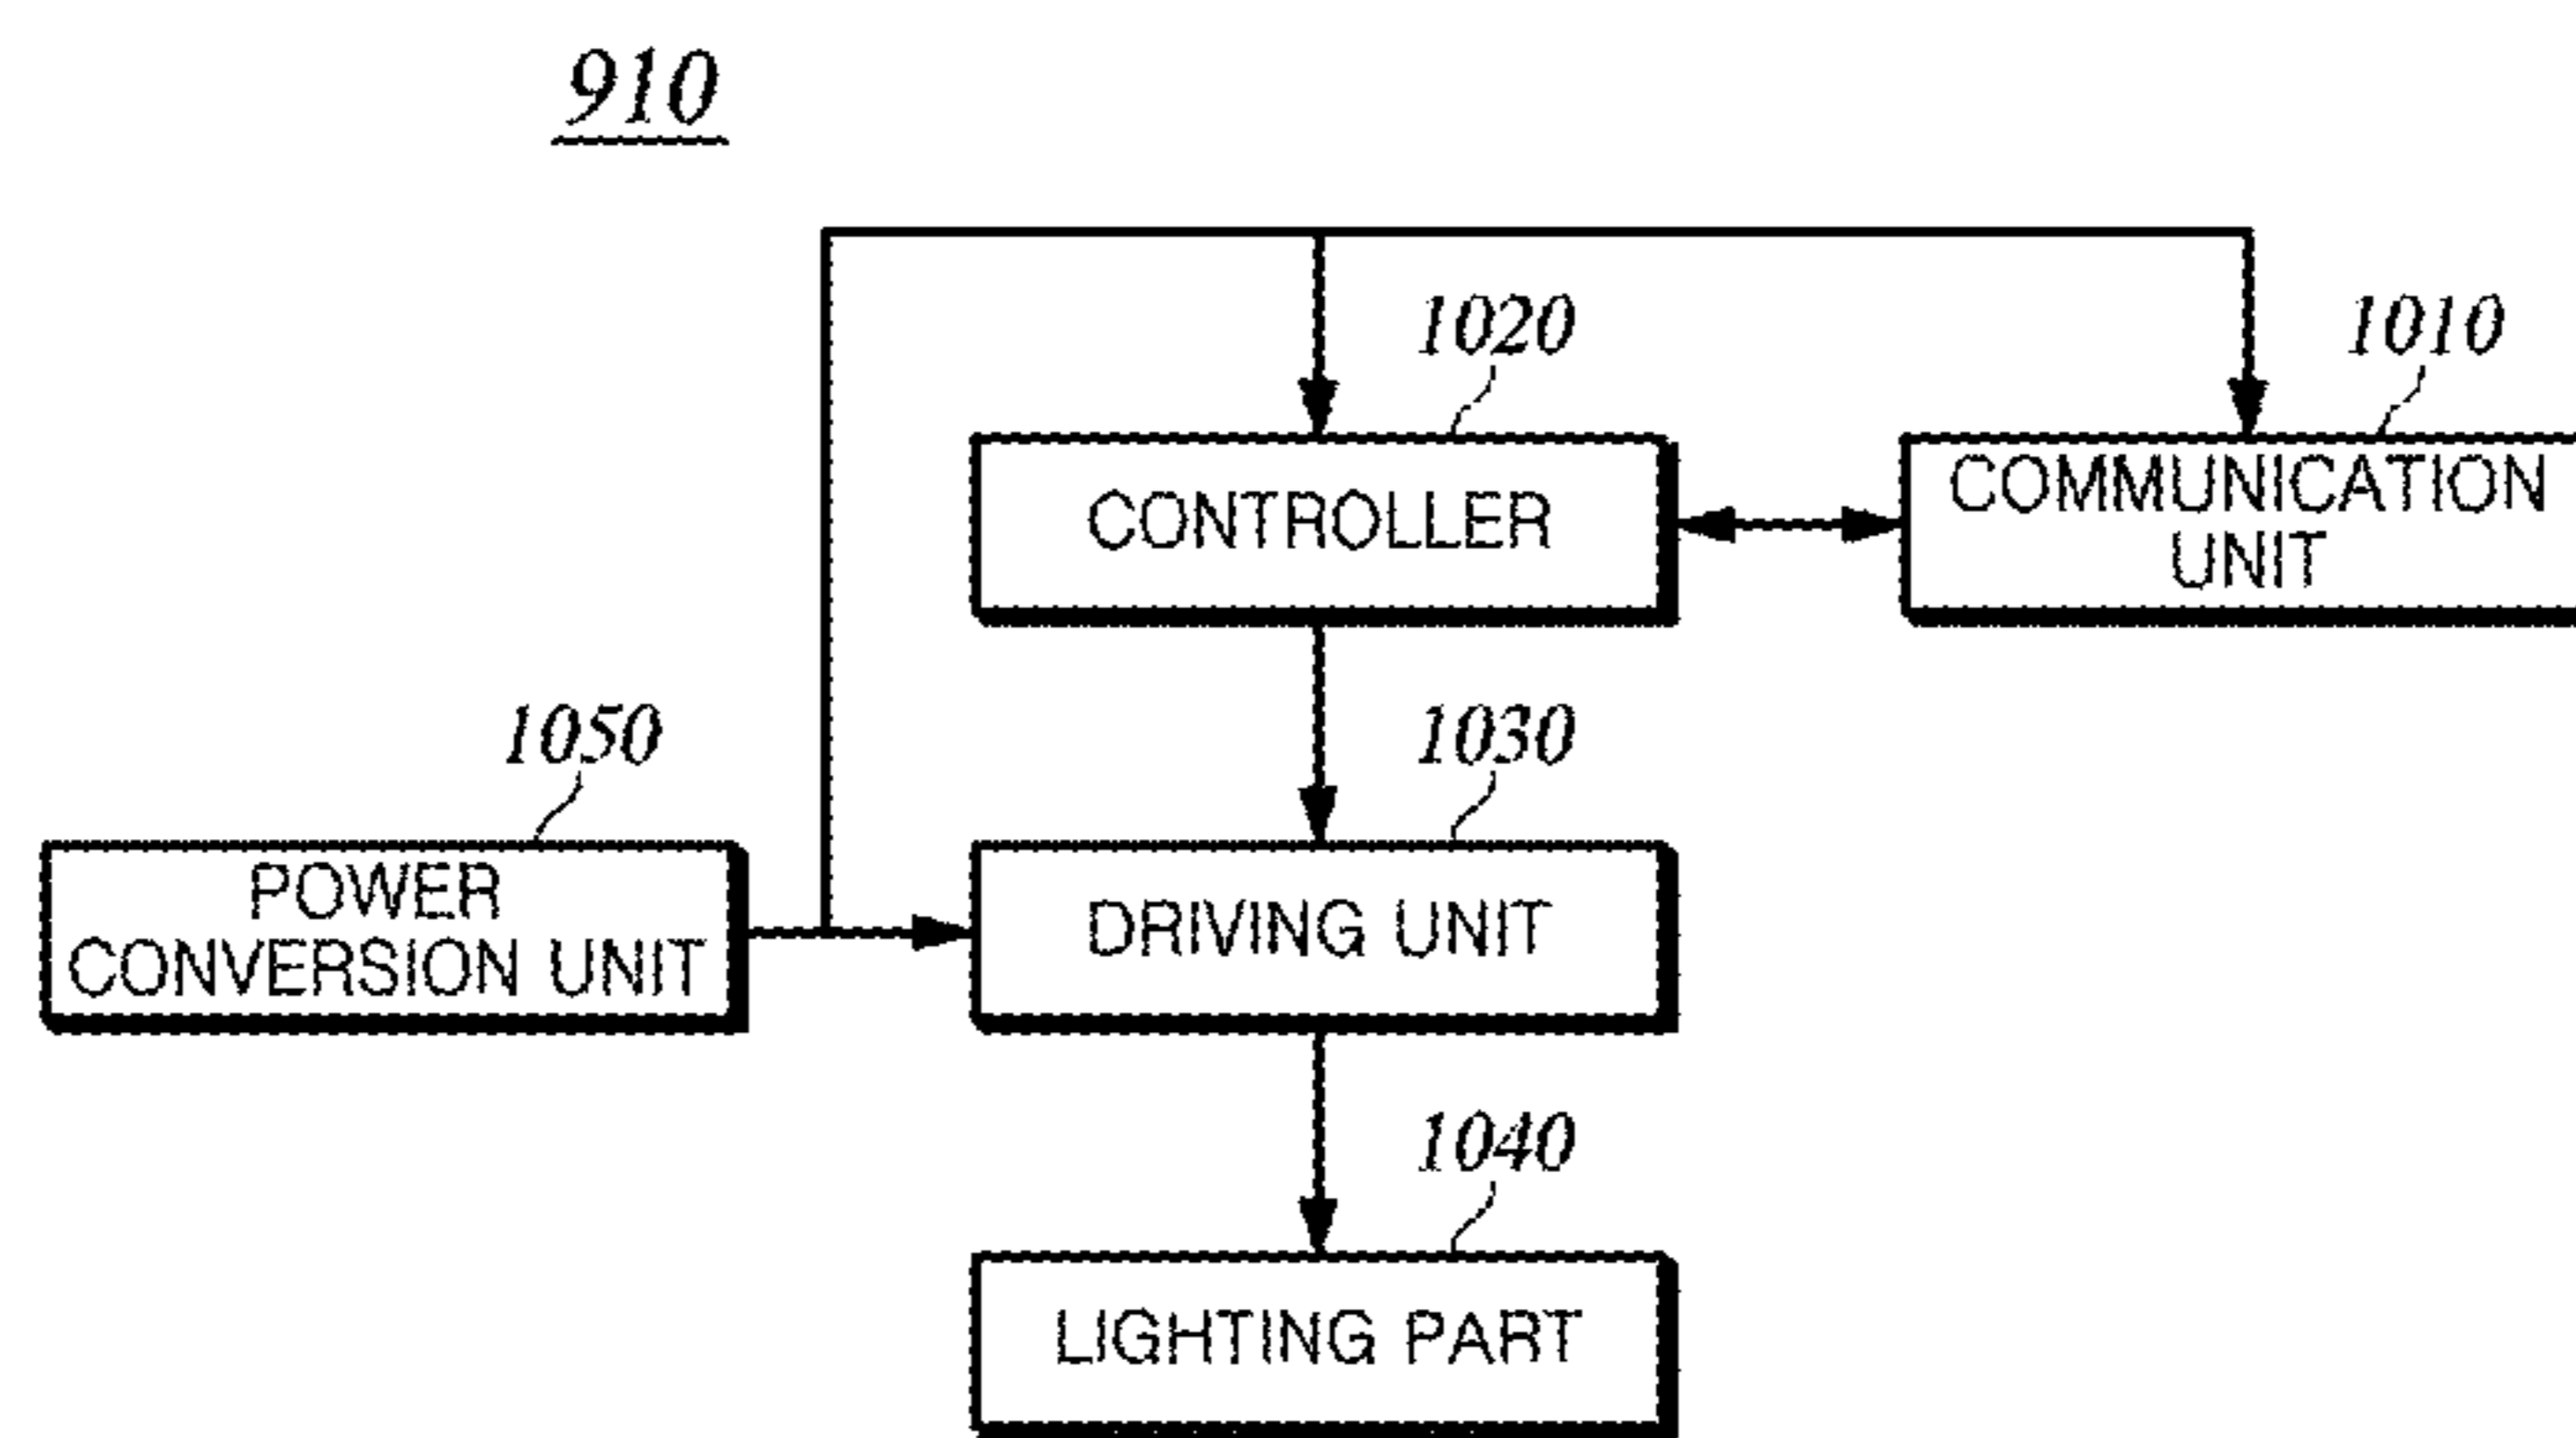 910
1020
1010
CONTROLLER
COMMUNICATION
UNIT
1050
1030
POWER
CONVERSION UNIT
DRIVING UNIT
1040
LIGHTING PART